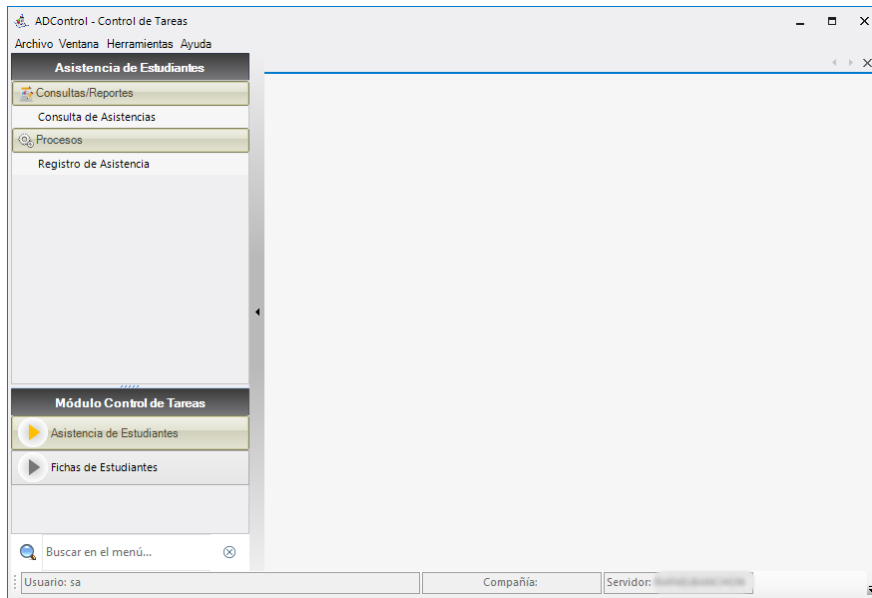 ADControl - Control de Tareas
Archivo Ventana Herramientas Ayuda
Asistencia de Estudiantes
Consultas/Reportes
Consulta de Asistencias
Procesos
Registro de Asistencia
Módulo Control de Tareas
Asistencia de Estudiantes
Fichas de Estudiantes
Buscar en el menú...
Usuario: sa Compañía: Servidor: